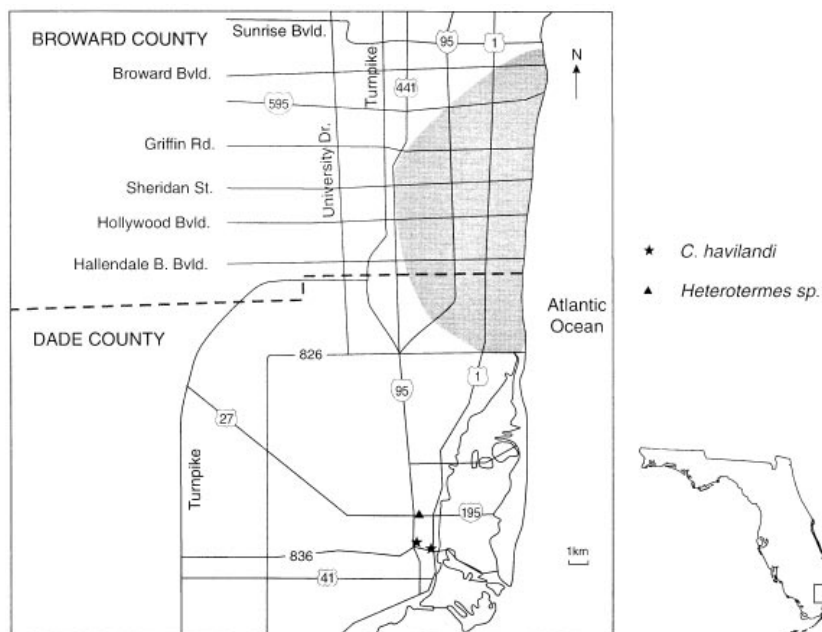 BROWARD COUNTY
Sunrise Bvld.
Broward Bvld.
595
Griffin Rd.
Sheridan St.
Hollywood Bvld.
Hallendale B. Bvld.
University Dr.
Turnpike
441
95
1
N
DADE COUNTY
826
Atlantic
Ocean
27
Turnpike
95
1
195
836
41
1km
C. havilandi
Heterotermes sp.